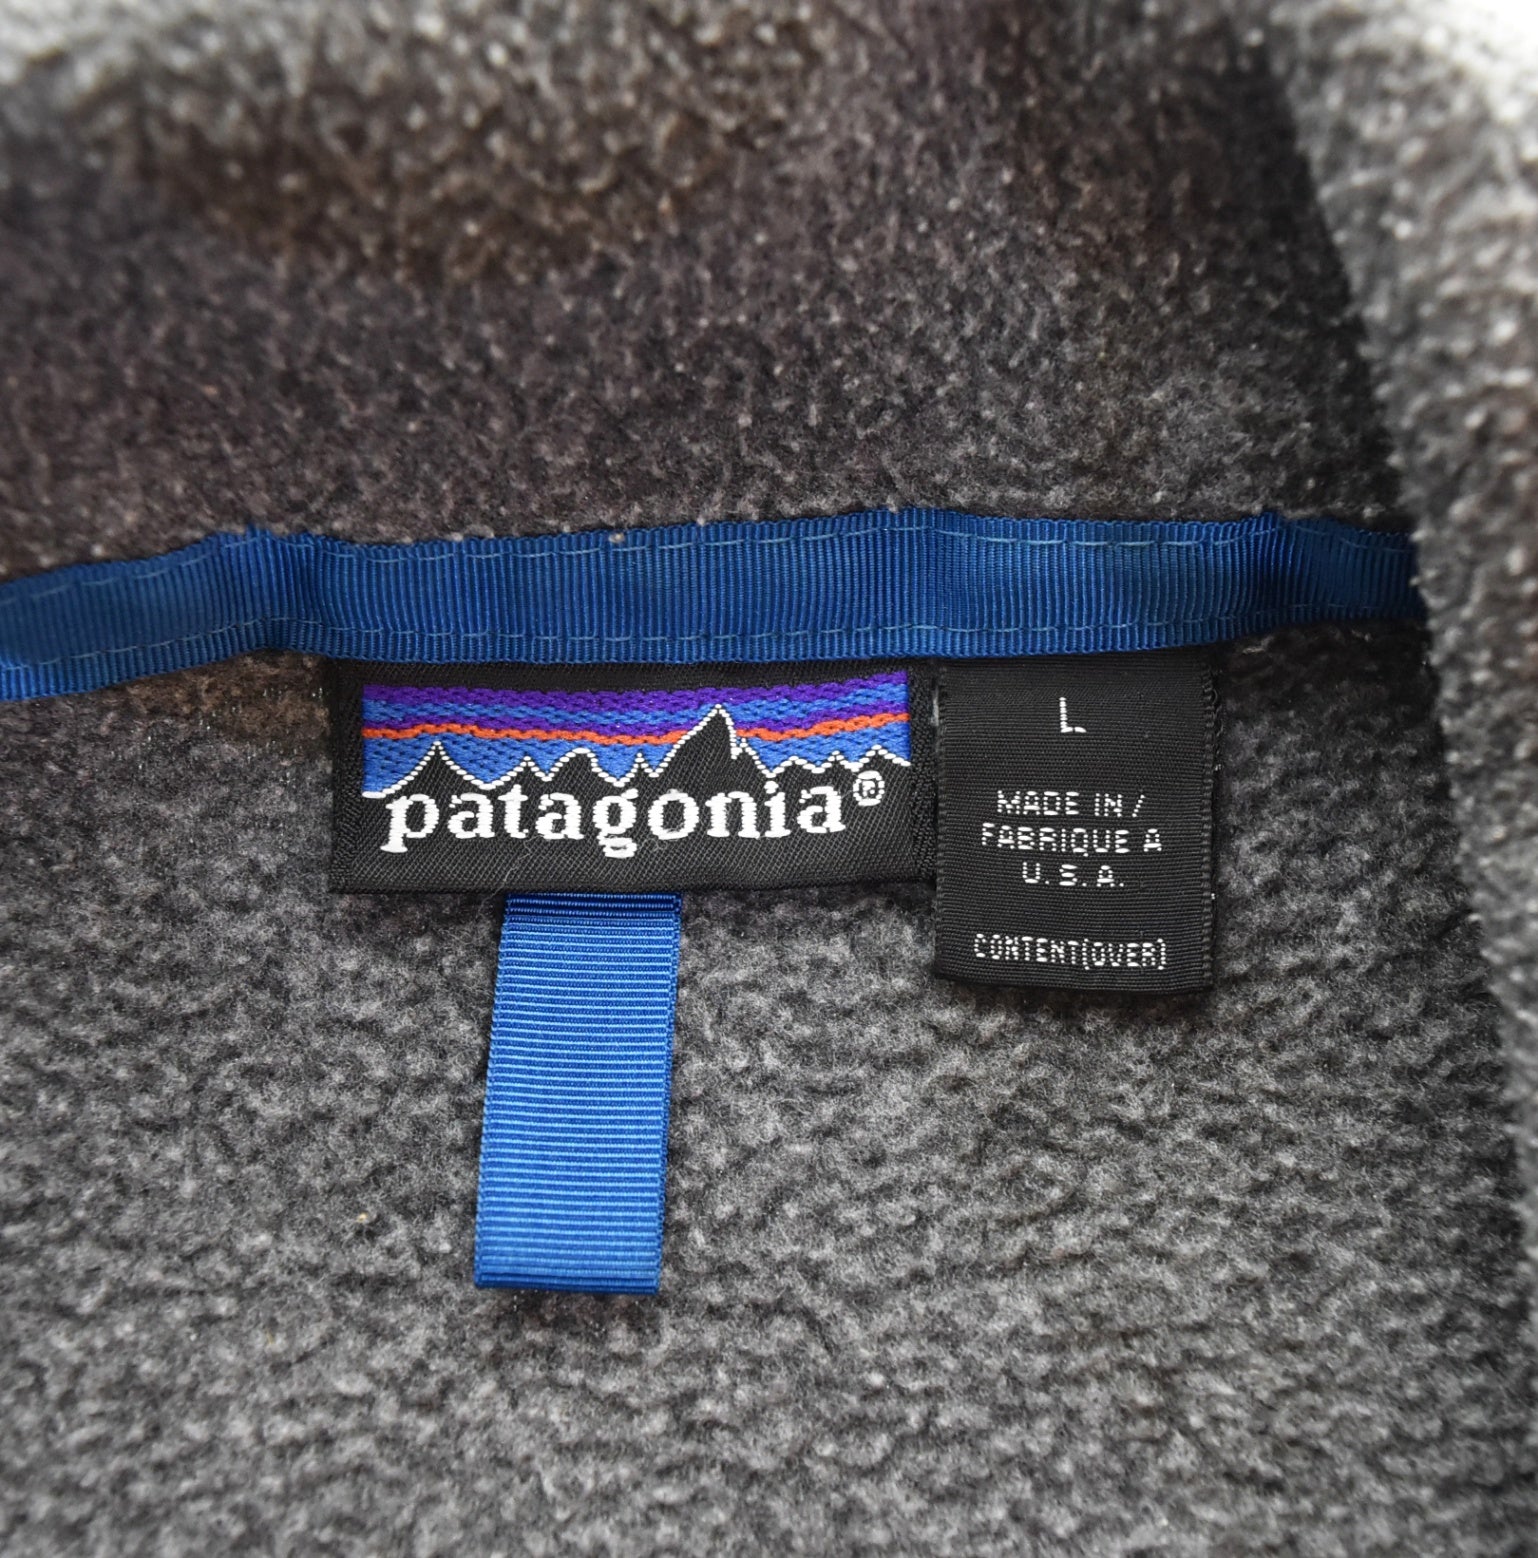 patagonia®
L
MADE IN /
FABRIQUE A
U.S.A.
CONTENT(OVER)